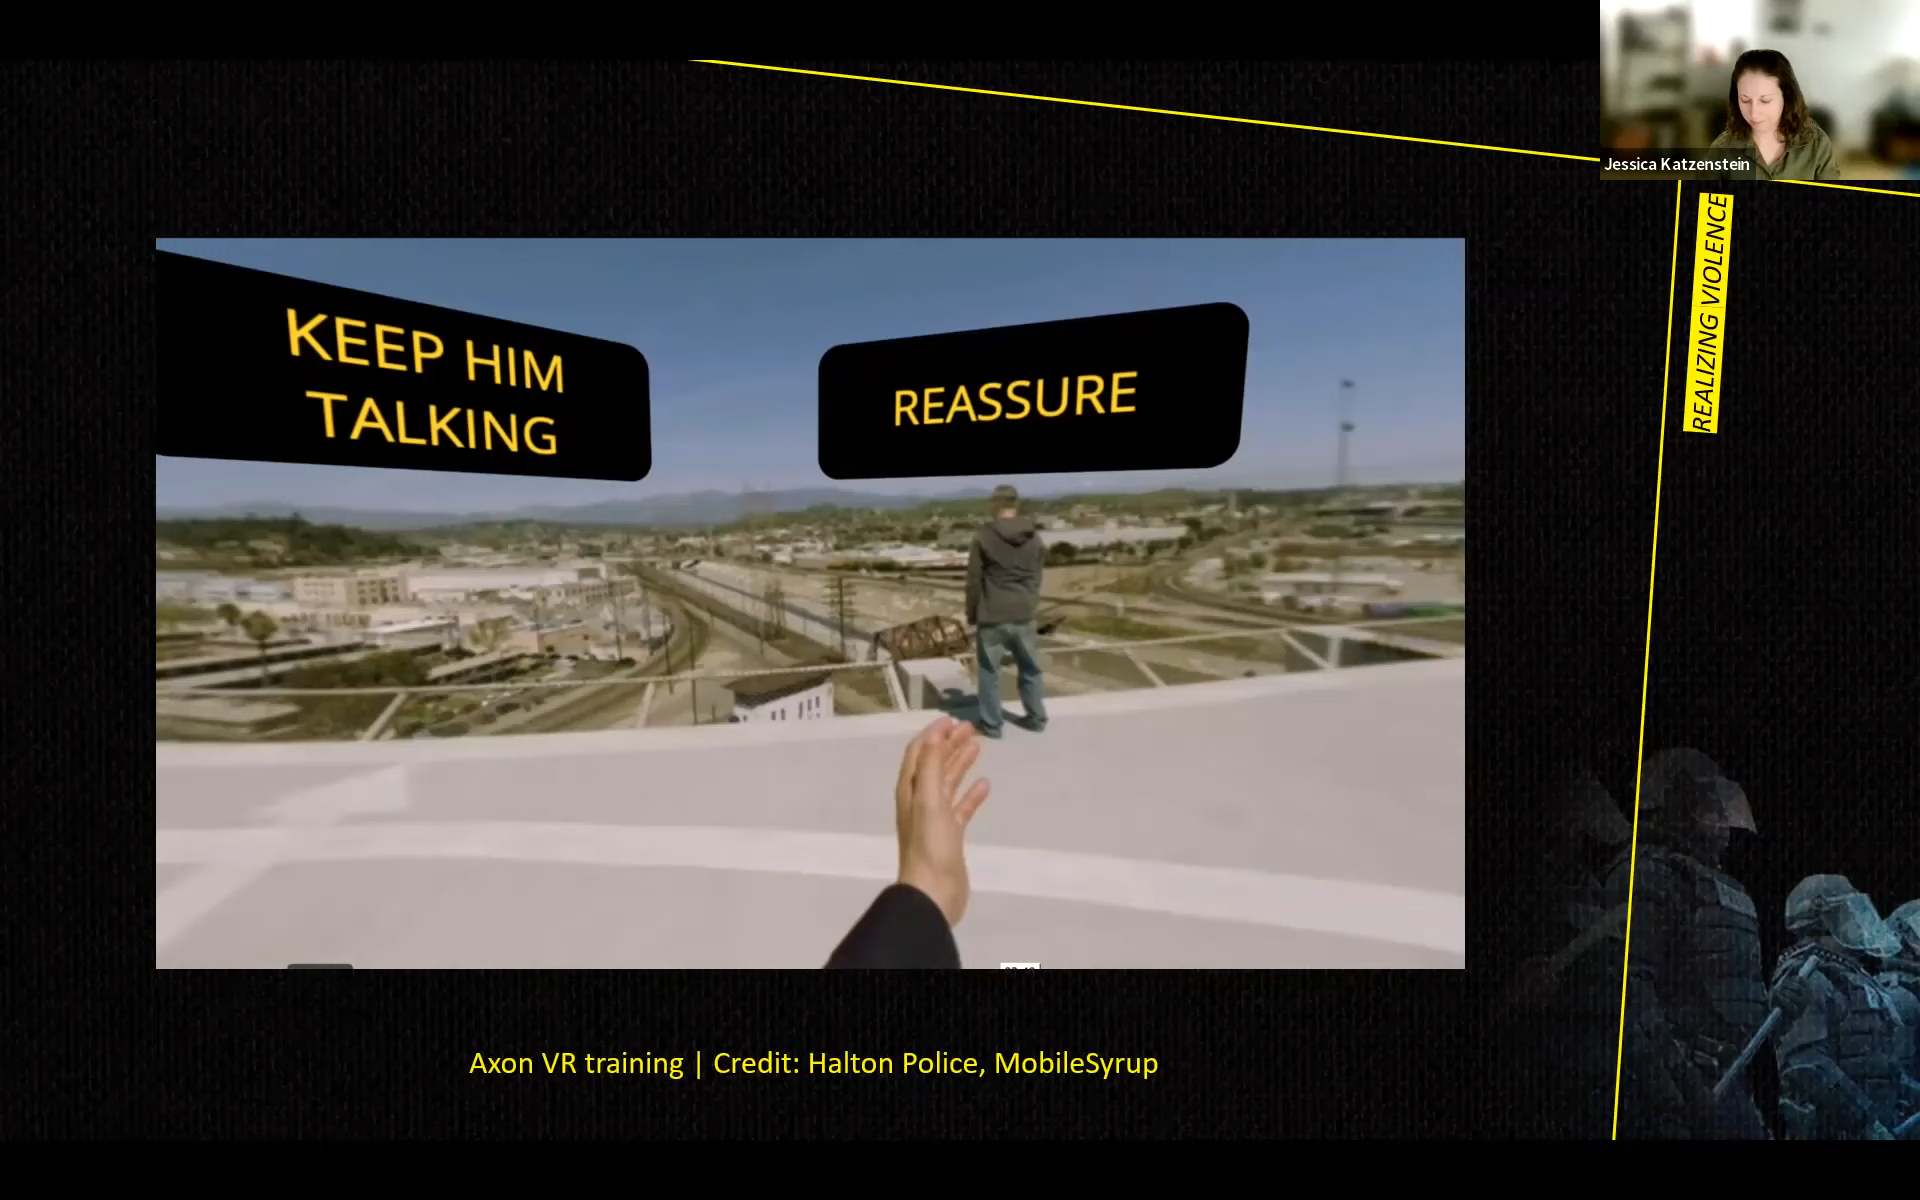 Jessica Katzenstein
REALIZING VIOLENCE
KEEP HIM
TALKING
REASSURE
Axon VR training | Credit: Halton Police, MobileSyrup